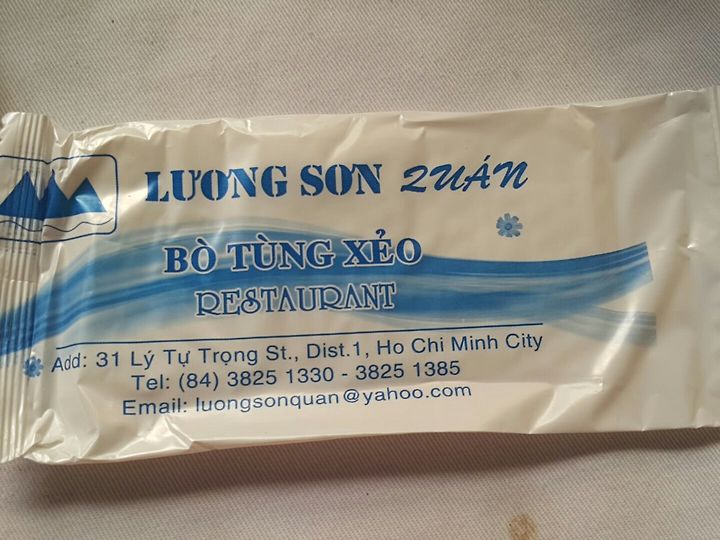 LƯƠNG SƠN QUÁN
BÒ TÙNG XẺO
RESTAURANT
Add: 31 Lý Tự Trọng St., Dist.1, Ho Chi Minh City
Tel: (84) 3825 1330 - 3825 1385
Email: luongsonquan@yahoo.com